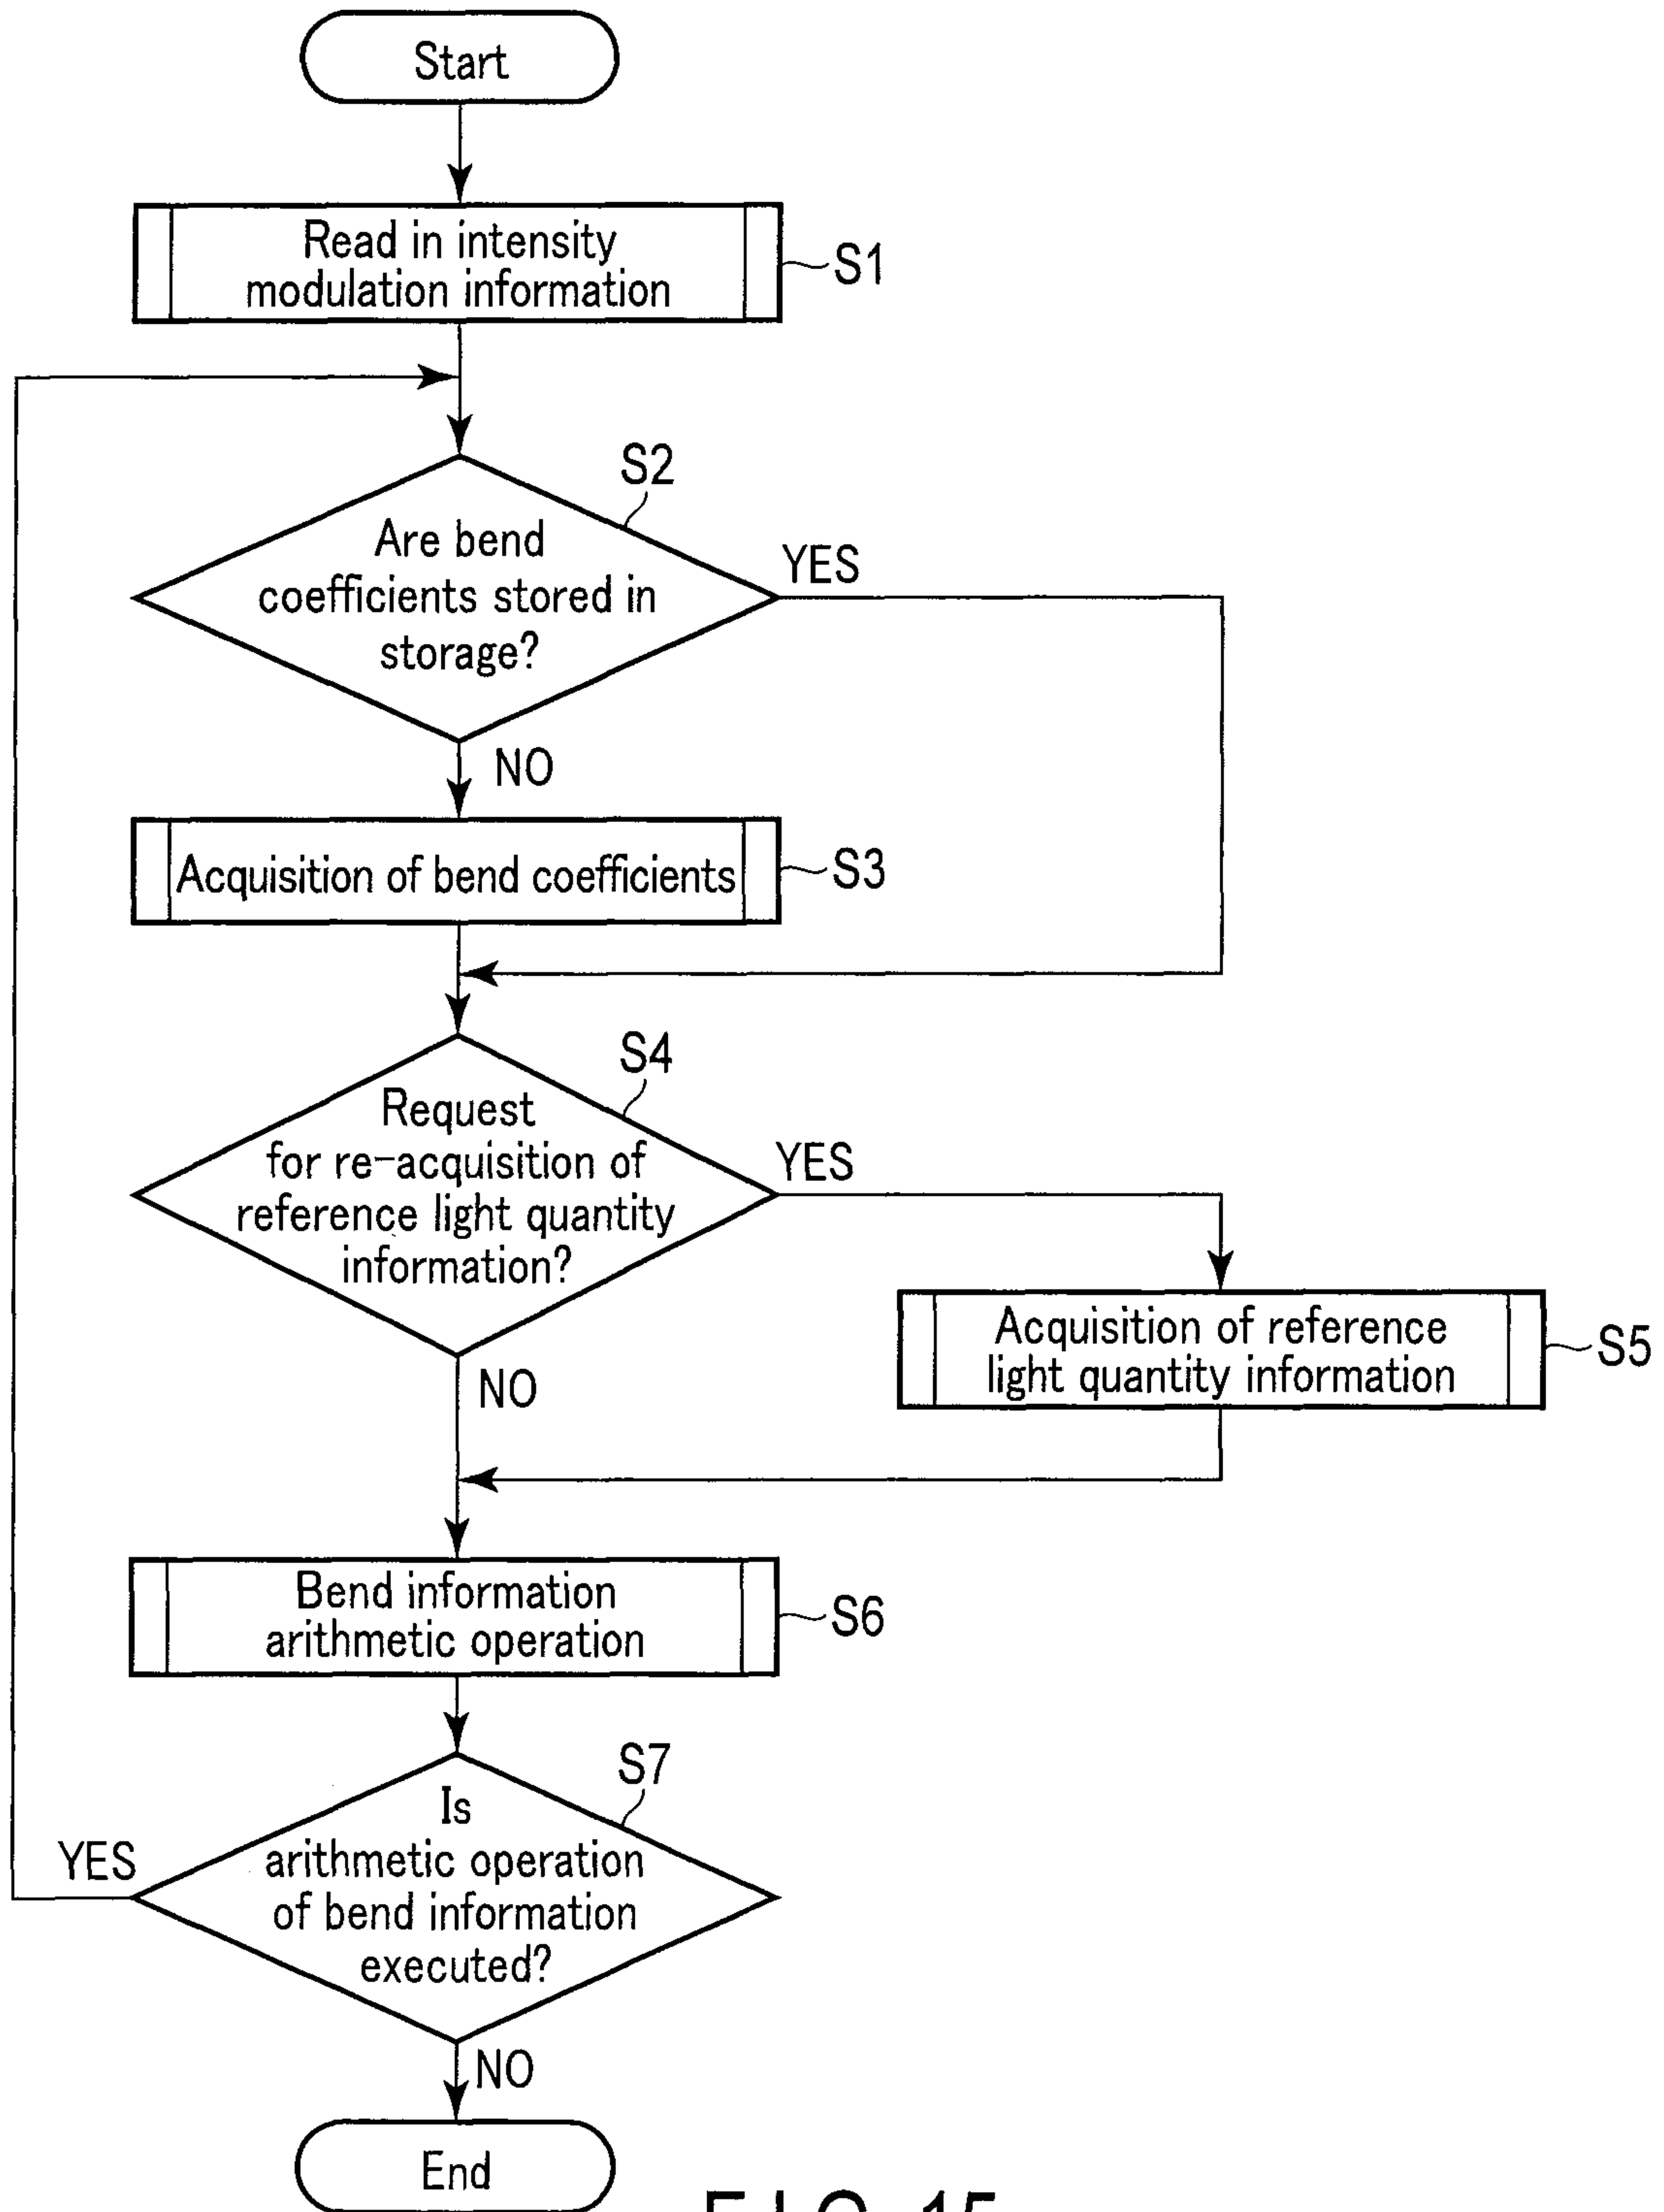 Start
Read in intensity
modulation information
S1
S2
Are bend
coefficients stored in
storage?
YES
NO
Acquisition of bend coefficients
S3
S4
Request
for re-acquisition of
reference light quantity
information?
YES
NO
Acquisition of reference
light quantity information
S5
Bend information
arithmetic operation
S6
S7
Is
arithmetic operation
of bend information
executed?
YES
NO
End
FIG. 15